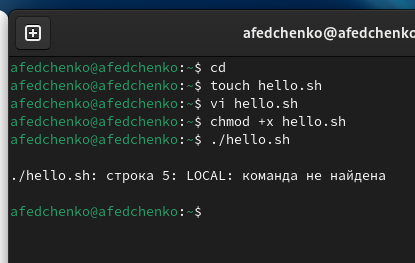 afedchenko@afedchenko
afedchenko@afedchenko:~$ cd
afedchenko@afedchenko:~$ touch hello.sh
afedchenko@afedchenko:~$ vi hello.sh
afedchenko@afedchenko:~$ chmod +x hello.sh
afedchenko@afedchenko:~$ ./hello.sh
./hello.sh: строка 5: LOCAL: команда не найдена
afedchenko@afedchenko:~$